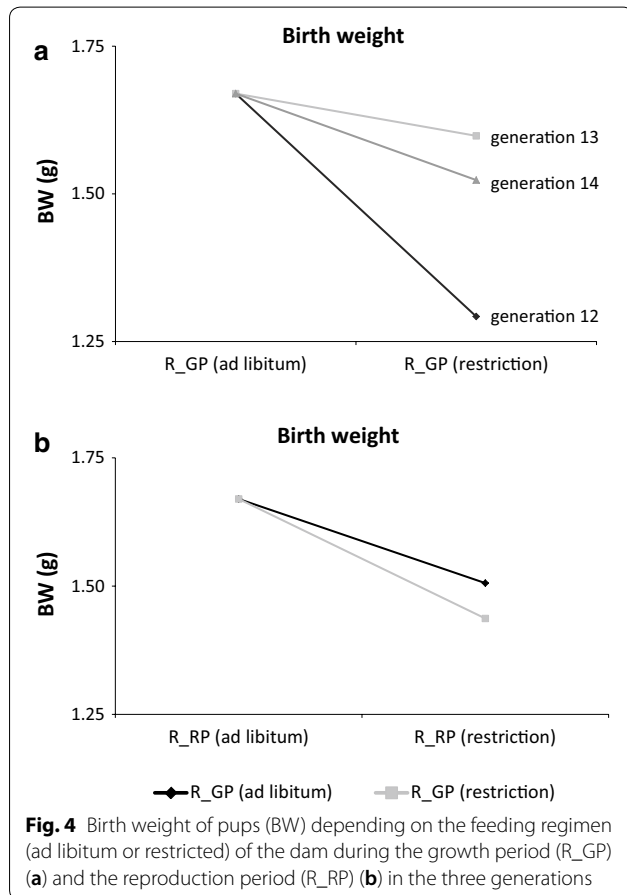 a
Birth weight
1.75
1.50
1.25
BW (g)
generation 13
generation 14
generation 12
R_GP (ad libitum) R_GP (restriction)
b
Birth weight
1.75
1.50
1.25
BW (g)
R_RP (ad libitum) R_RP (restriction)
R_GP (ad libitum) R_GP (restriction)
Fig. 4 Birth weight of pups (BW) depending on the feeding regimen
(ad libitum or restricted) of the dam during the growth period (R_GP)
(a) and the reproduction period (R_RP) (b) in the three generations